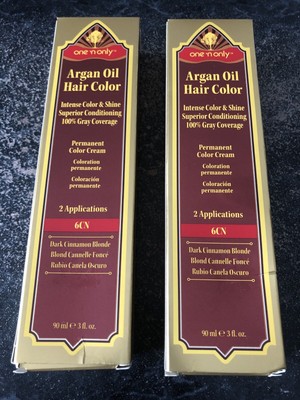 one 'n only™
Argan Oil
Hair Color
Intense Color & Shine
Superior Conditioning
100% Gray Coverage
Permanent
Color Cream
Coloration
permanente
Coloración
permanente
2 Applications
6CN
Dark Cinnamon Blonde
Blond Cannelle Foncé
Rubio Canela Oscuro
90 ml ℮ 3 fl. oz.
one 'n only™
Argan Oil
Hair Color
Intense Color & Shine
Superior Conditioning
100% Gray Coverage
Permanent
Color Cream
Coloration
permanente
Coloración
permanente
2 Applications
6CN
Dark Cinnamon Blonde
Blond Cannelle Foncé
Rubio Canela Oscuro
90 ml ℮ 3 fl. oz.